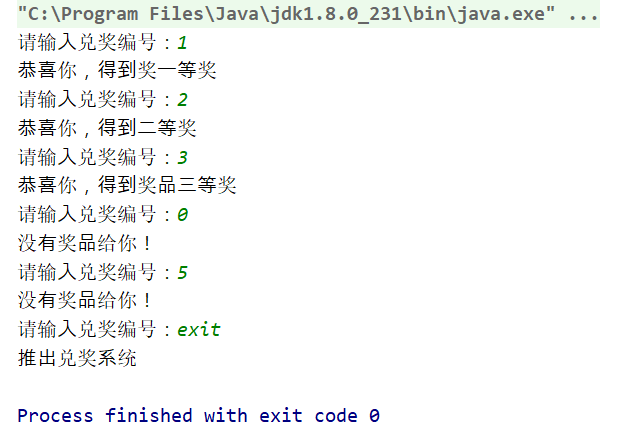 "C:\Program Files\Java\jdk1.8.0_231\bin\java.exe" ...
请输入兑奖编号：1
恭喜你，得到奖一等奖
请输入兑奖编号：2
恭喜你，得到二等奖
请输入兑奖编号：3
恭喜你，得到奖品三等奖
请输入兑奖编号：0
没有奖品给你！
请输入兑奖编号：5
没有奖品给你！
请输入兑奖编号：exit
推出兑奖系统
Process finished with exit code 0